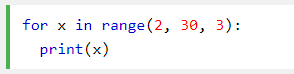 for x in range(2, 30, 3):
  print(x)